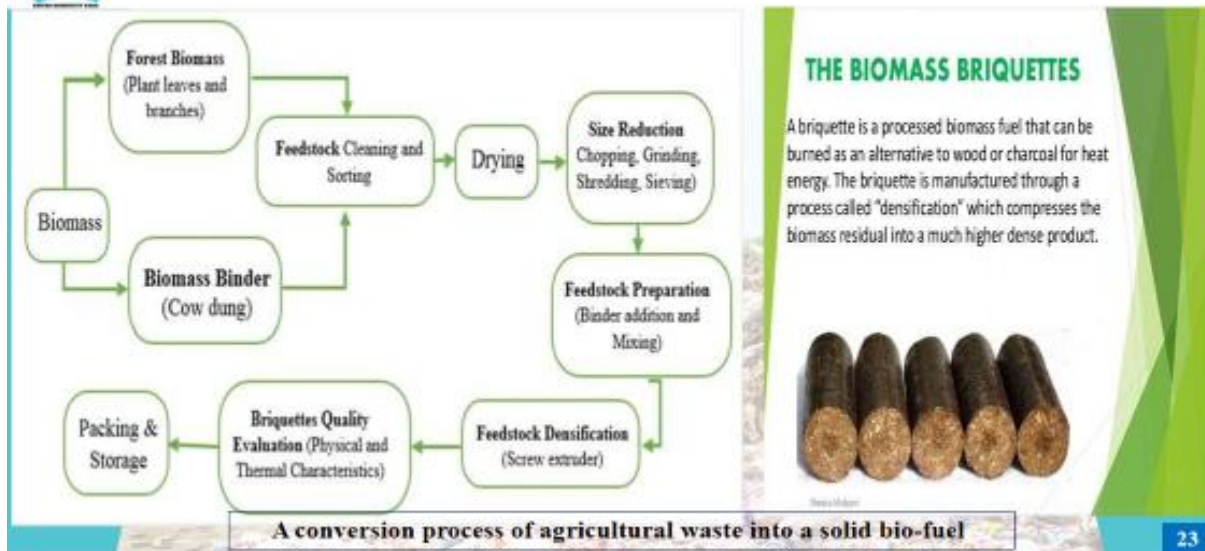 Forest Biomass
(Plant leaves and
branches)
Biomass
Biomass Binder
(Cow dung)
Feedstock Cleaning and
Sorting
Drying
Size Reduction
Chopping, Grinding,
Shredding, Sieving)
Feedstock Preparation
(Binder addition and
Mixing)
Feedstock Densification
(Screw extruder)
Briquettes Quality
Evaluation (Physical and
Thermal Characteristics)
Packing &
Storage
THE BIOMASS BRIQUETTES
A briquette is a processed biomass fuel that can be
burned as an alternative to wood or charcoal for heat
energy. The briquette is manufactured through a
process called "densification" which compresses the
biomass residual into a much higher dense product.
A conversion process of agricultural waste into a solid bio-fuel
23